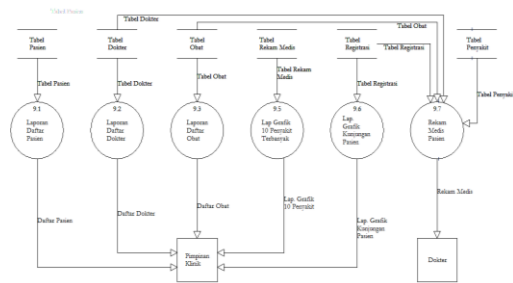 Tabel Pasien
Tabel Dokter
Tabel Obat
Tabel Pasien
Tabel Dokter
Tabel Obat
Tabel Rekam Medis
Tabel Registrasi
Tabel Registrasi
Tabel Penyakit
Tabel Pasien
Tabel Dokter
Tabel Obat
Tabel Rekam
Medis
Tabel Registrasi
Tabel Penyakit
9.1
Laporan
Daftar
Pasien
9.2
Laporan
Daftar
Dokter
9.3
Laporan
Daftar
Obat
9.5
Lap Grafik
10 Penyakit
Terbanyak
9.6
Lap.
Grafik
Kunjungan
Pasien
9.7
Rekam
Medis
Pasien
Daftar Pasien
Daftar Dokter
Daftar Obat
Lap. Grafik
10 Penyakit
Lap. Grafik
Kunjungan
Pasien
Rekam Medis
Pimpinan
Klinik
Dokter